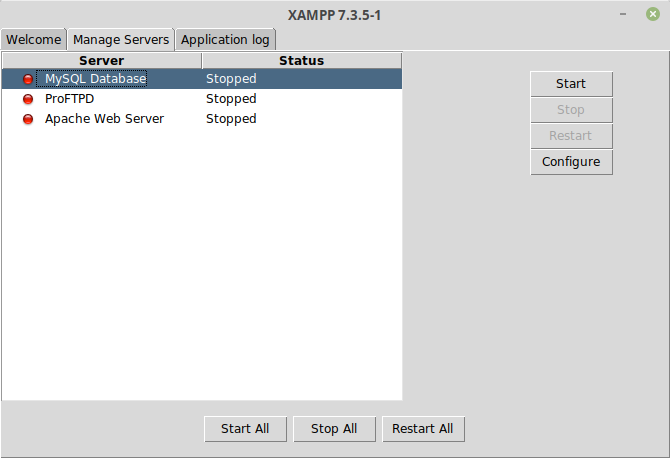 XAMPP 7.3.5-1
Welcome Manage Servers Application log
Server Status
MySQL Database Stopped
ProFTPD Stopped
Apache Web Server Stopped
Start
Stop
Restart
Configure
Start All Stop All Restart All